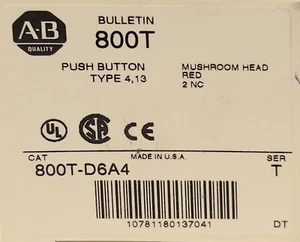 BULLETIN
800T
A-B
QUALITY
PUSH BUTTON
TYPE 4,13
MUSHROOM HEAD
RED
2 NC
UL
SA
CE
CAT
MADE IN U.S.A.
SER
800T-D6A4
T
10781180137041
DT